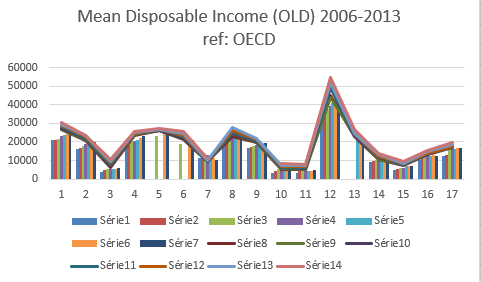 Mean Disposable Income (OLD) 2006-2013
ref: OECD
60000
50000
40000
30000
20000
10000
0
1 2 3 4 5 6 7 8 9 10 11 12 13 14 15 16 17
Série1 Série2 Série3 Série4 Série5
Série6 Série7 Série8 Série9 Série10
Série11 Série12 Série13 Série14